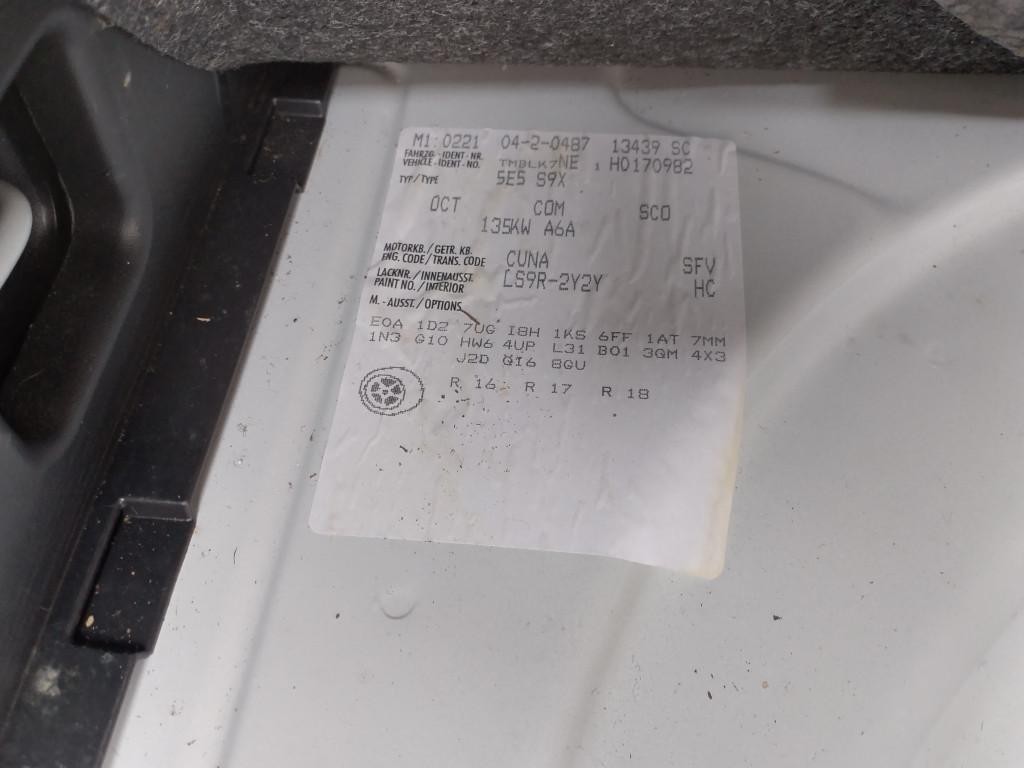 M1: 0221 04-2-0487 13439 SC
FAHRZG.-IDENT-NR.
VEHICLE-IDENT-NO. TMBLK7NE H0170982
TYP/TYPE 5E5 S9X
OCT COM SCO
135KW A6A
MOTORKB./GETR. KB.
ENG. CODE/TRANS. CODE CUNA SFV
LACKNR./INNENAUSST.
PAINT NO./INTERIOR LS9R-2Y2Y HC
M.-AUSST./OPTIONS
E0A 1D2 7UG I8H 1KS 6FF 1AT 7MM
1N3 G10 HW6 4UP L31 B01 3GM 4X3
J2D QI6 8GU
R 16 R 17 R 18